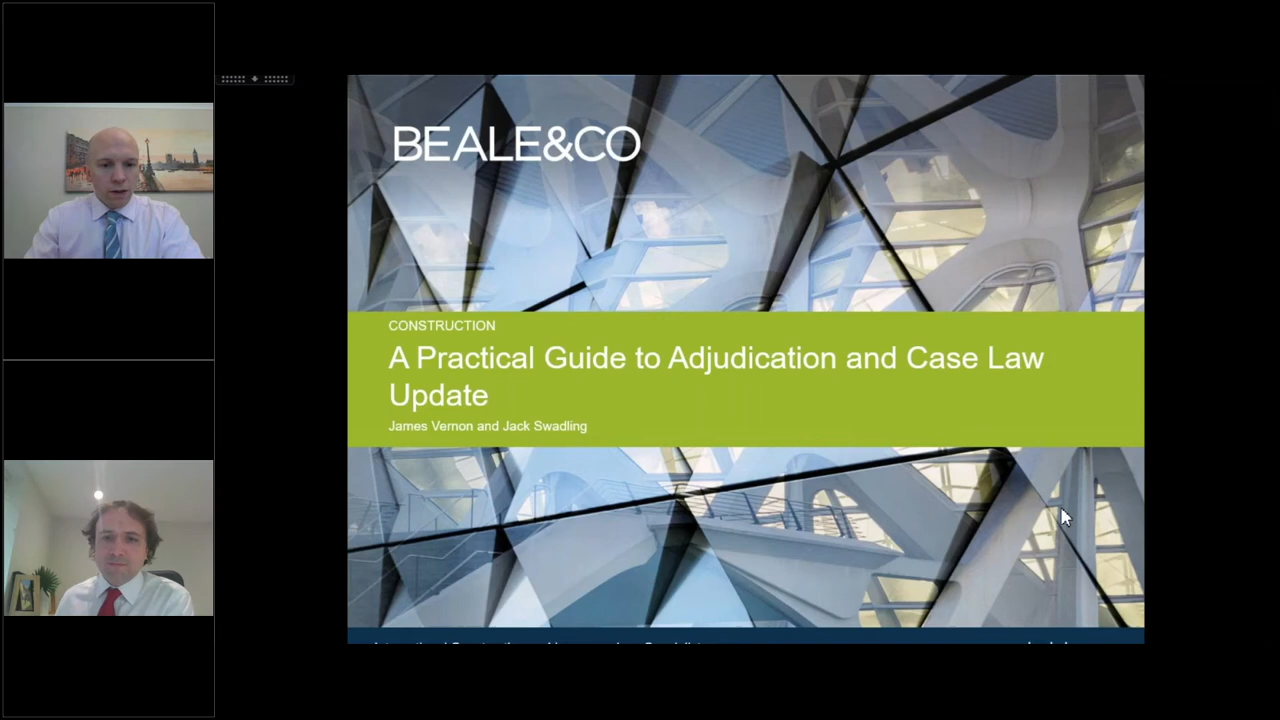 BEALE&CO
CONSTRUCTION
A Practical Guide to Adjudication and Case Law
Update
James Vernon and Jack Swadling